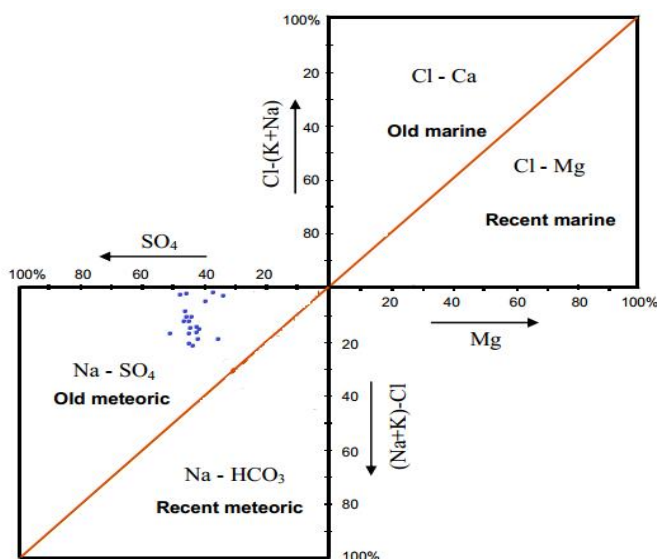 100%
20
40
60
80
Cl-(K+Na)
Cl - Ca
Old marine
Cl - Mg
Recent marine
SO₄
100% 80 60 40 20
20 40 60 80 100%
Mg
Na - SO₄
Old meteoric
Na - HCO₃
Recent meteoric
20
40
60
80
100%
(Na+K)-Cl